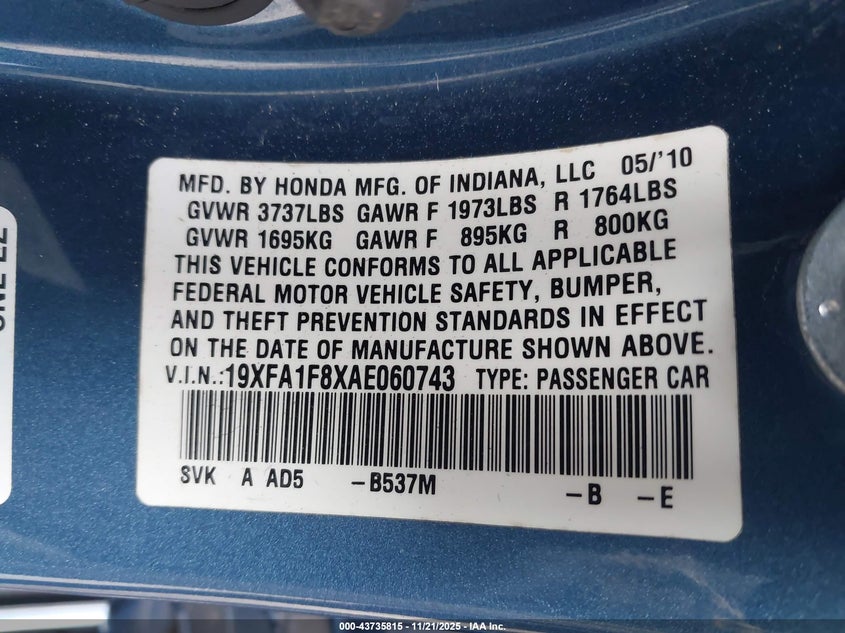 MFD. BY HONDA MFG. OF INDIANA, LLC 05/'10
GVWR 3737LBS GAWR F 1973LBS R 1764LBS
GVWR 1695KG GAWR F 895KG R 800KG
THIS VEHICLE CONFORMS TO ALL APPLICABLE
FEDERAL MOTOR VEHICLE SAFETY, BUMPER,
AND THEFT PREVENTION STANDARDS IN EFFECT
ON THE DATE OF MANUFACTURE SHOWN ABOVE.
V.I.N.:19XFA1F8XAE060743 TYPE: PASSENGER CAR
SVK A AD5 -B537M -B -E
000-43735815 - 11/21/2025 - IAA Inc.